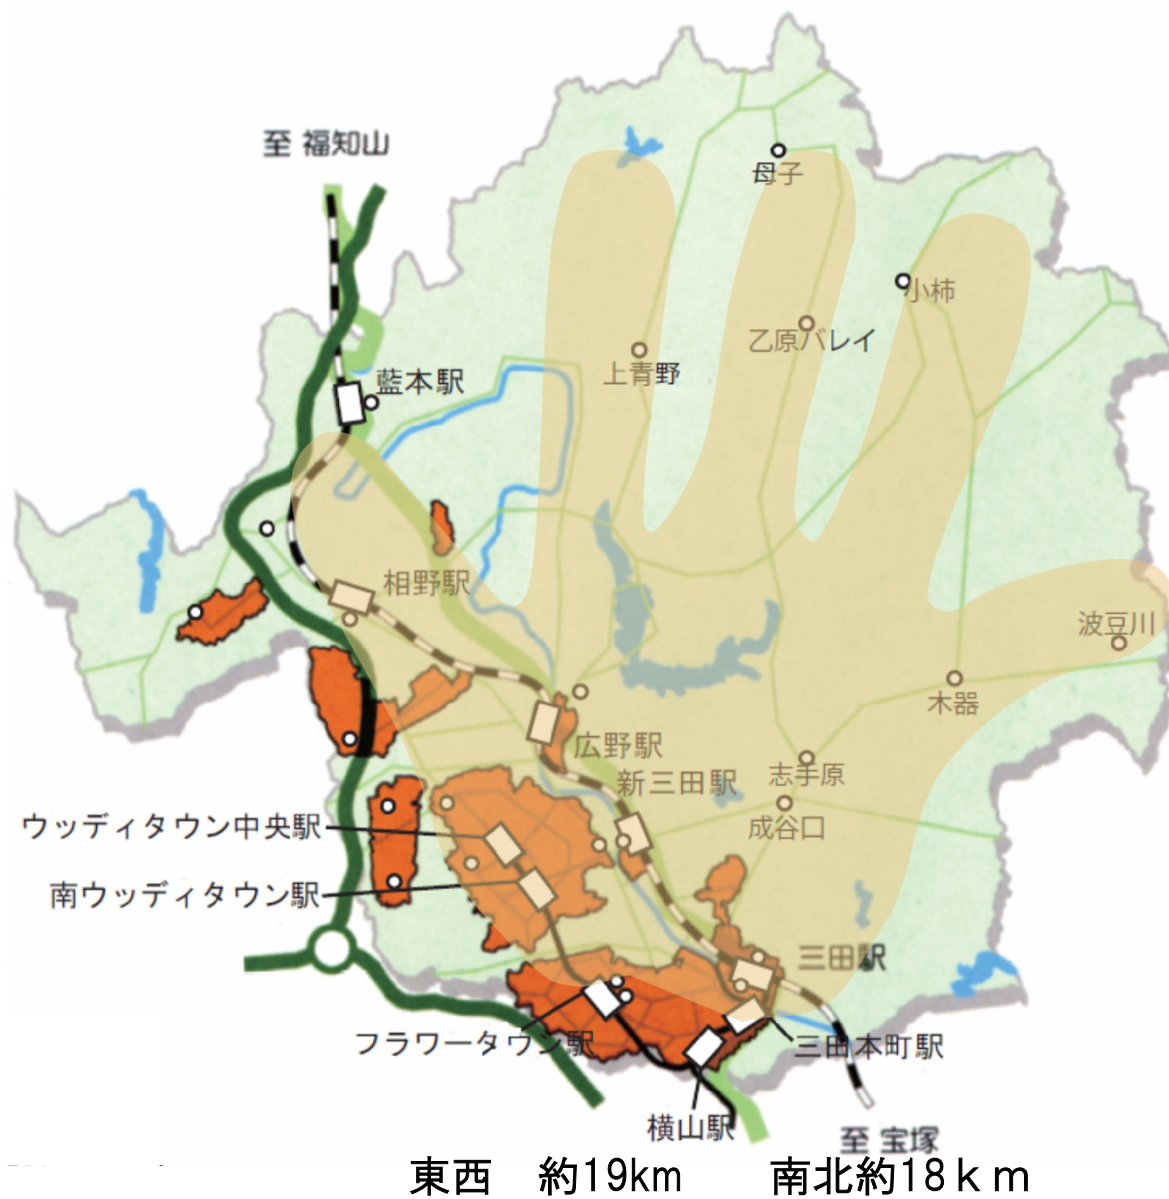 至 福知山
母子
小柿
乙原バレイ
上青野
藍本駅
相野駅
波豆川
木器
広野駅
新三田駅
志手原
成谷口
ウッディタウン中央駅
南ウッディタウン駅
三田駅
フラワータウン駅
三田本町駅
横山駅
至 宝塚
東西　約19km　　南北約18ｋｍ